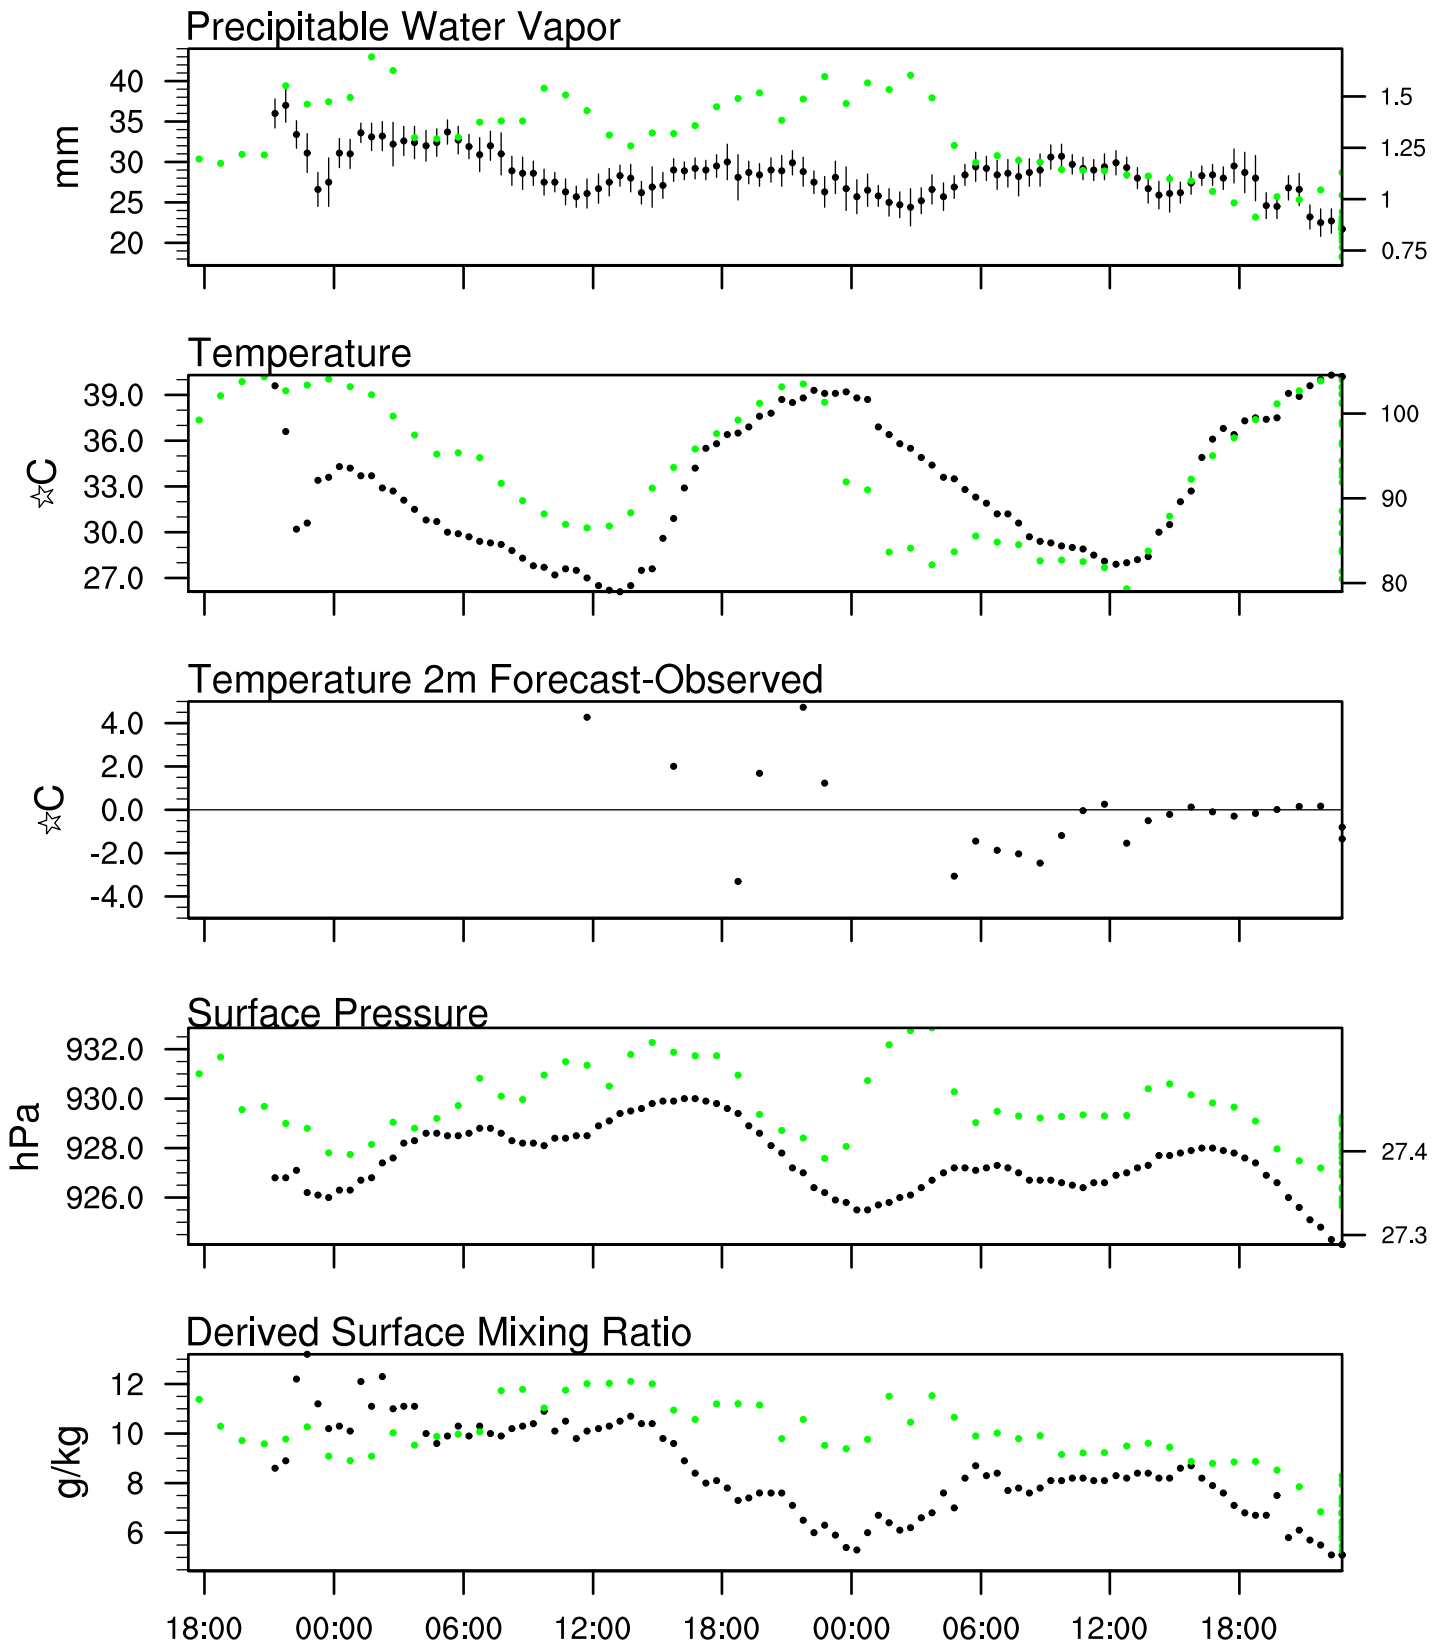 Precipitable Water Vapor
40
35
30
25
20
mm
1.5
1.25
1
0.75
Temperature
39.0
36.0
33.0
30.0
27.0
☆C
100
90
80
Temperature 2m Forecast-Observed
4.0
2.0
0.0
-2.0
-4.0
☆C
Surface Pressure
932.0
930.0
928.0
926.0
hPa
27.4
27.3
Derived Surface Mixing Ratio
12
10
8
6
g/kg
18:00 00:00 06:00 12:00 18:00 00:00 06:00 12:00 18:00